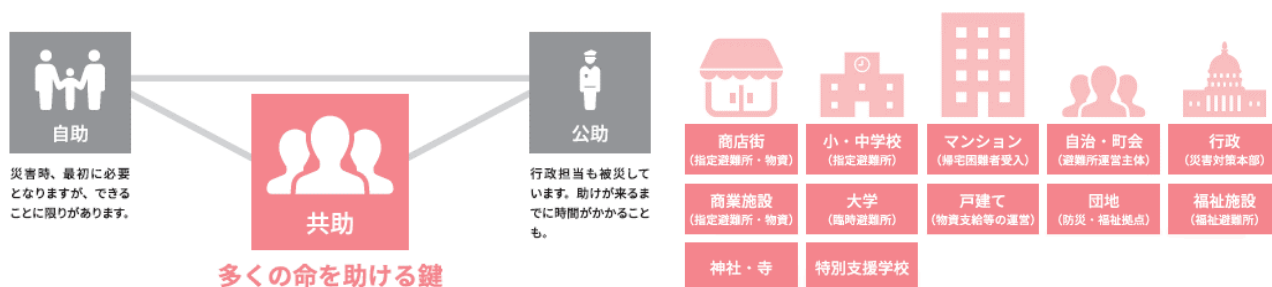 自助
災害時、最初に必要
となりますが、できる
ことに限りがあります。
共助
多くの命を助ける鍵
公助
行政担当も被災して
います。助けが来るま
でに時間がかかること
も。
商店街
(指定避難所・物資)
小・中学校
(指定避難所)
マンション
(帰宅困難者受入)
自治・町会
(避難所運営主体)
行政
(災害対策本部)
商業施設
(指定避難所・物資)
大学
(臨時避難所)
戸建て
(物資支給等の運営)
団地
(防災・福祉拠点)
福祉施設
(福祉避難所)
神社・寺
特別支援学校